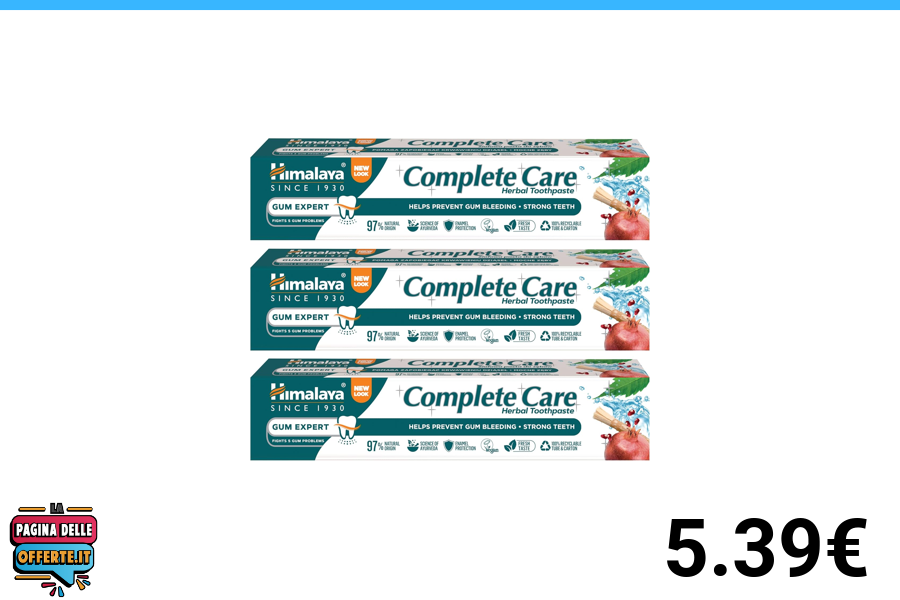 Himalaya®
SINCE 1930
NEW LOOK
GUM EXPERT
FIGHTS 5 GUM PROBLEMS
Complete Care
Herbal Toothpaste
HELPS PREVENT GUM BLEEDING • STRONG TEETH
97% NATURAL ORIGIN
SCIENCE OF AYURVEDA
ENAMEL PROTECTION
Vegan
FRESH TASTE
100% RECYCLABLE TUBE & CARTON
Himalaya®
SINCE 1930
NEW LOOK
GUM EXPERT
FIGHTS 5 GUM PROBLEMS
Complete Care
Herbal Toothpaste
HELPS PREVENT GUM BLEEDING • STRONG TEETH
97% NATURAL ORIGIN
SCIENCE OF AYURVEDA
ENAMEL PROTECTION
Vegan
FRESH TASTE
100% RECYCLABLE TUBE & CARTON
Himalaya®
SINCE 1930
NEW LOOK
GUM EXPERT
FIGHTS 5 GUM PROBLEMS
Complete Care
Herbal Toothpaste
HELPS PREVENT GUM BLEEDING • STRONG TEETH
97% NATURAL ORIGIN
SCIENCE OF AYURVEDA
ENAMEL PROTECTION
Vegan
FRESH TASTE
100% RECYCLABLE TUBE & CARTON
LA
PAGINA DELLE
OFFERTE.IT
5.39€